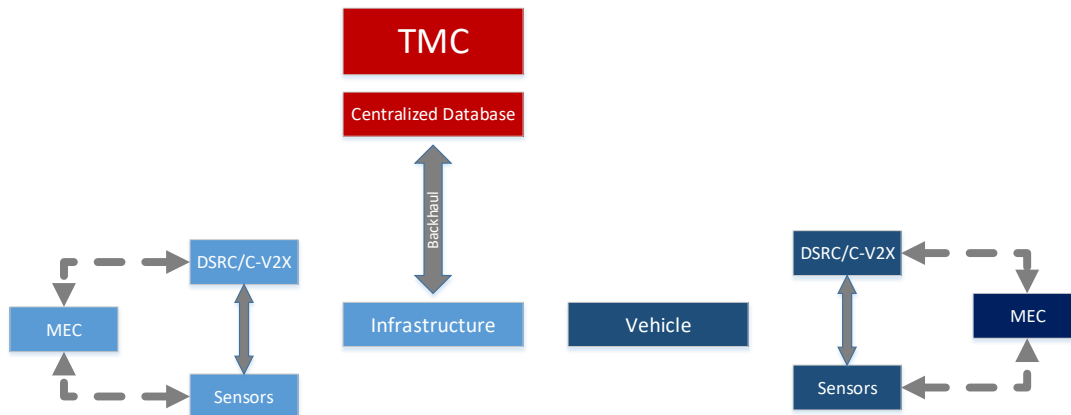 TMC
Centralized Database
Backhaul
DSRC/C-V2X
DSRC/C-V2X
MEC
Infrastructure
Vehicle
MEC
Sensors
Sensors